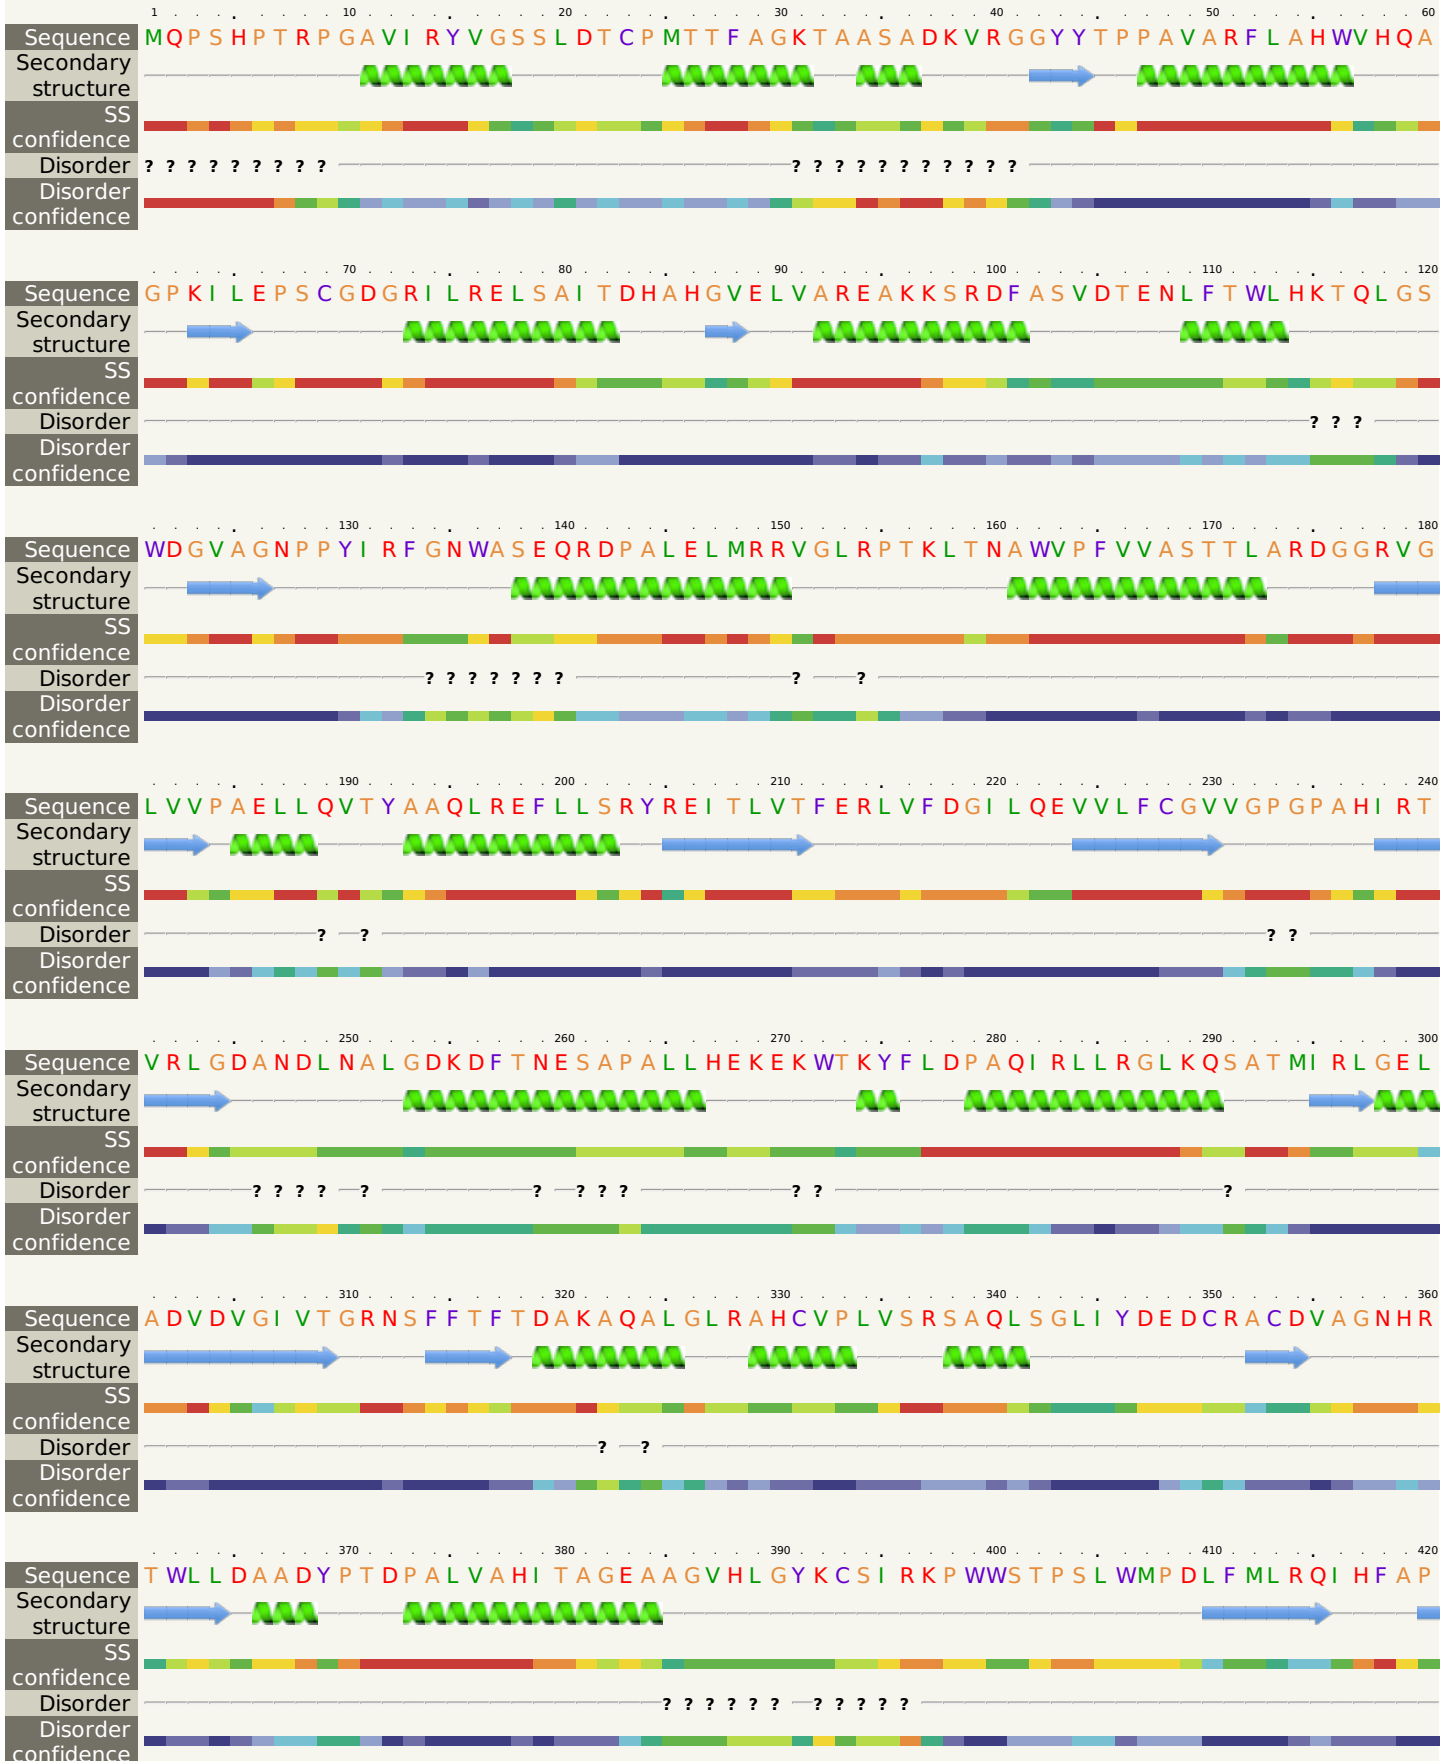 1 . . . . . . . . 10 . . . . . . . . . 20 . . . . . . . . . 30 . . . . . . . . . 40 . . . . . . . . . 50 . . . . . . . . . 60
Sequence MQPSHPTRPGAVIRYVGSSLDTCPMTTFAGKTAASADKVRGGYYTPPAVARFLAHWVHQA
Secondary
structure
SS
confidence
Disorder ? ? ? ? ? ? ? ? ? ? ? ? ? ? ? ? ? ? ? ?
Disorder
confidence
. . . . . . . . . 70 . . . . . . . . . 80 . . . . . . . . . 90 . . . . . . . . . 100 . . . . . . . . . 110 . . . . . . . . . 120
Sequence GPKILEPSCGDGRILRELSAITDHAHGVELVAREAKKSRDFASVDTENLFTWLHKTQLGS
Secondary
structure
SS
confidence
Disorder ? ? ?
Disorder
confidence
. . . . . . . . . 130 . . . . . . . . . 140 . . . . . . . . . 150 . . . . . . . . . 160 . . . . . . . . . 170 . . . . . . . . . 180
Sequence WDGVAGNPPYIRFGNWASEQRDPALELMRRVGLRPTKLTNAWVPFVVASTTLARDGGRVG
Secondary
structure
SS
confidence
Disorder ? ? ? ? ? ? ? ? ?
Disorder
confidence
. . . . . . . . . 190 . . . . . . . . . 200 . . . . . . . . . 210 . . . . . . . . . 220 . . . . . . . . . 230 . . . . . . . . . 240
Sequence LVVPAELLQVTYAAQLREFLLSRYREITLVTFERLVFDGILQEVVLFCGVVGPGPAHIRT
Secondary
structure
SS
confidence
Disorder ? ? ? ?
Disorder
confidence
. . . . . . . . . 250 . . . . . . . . . 260 . . . . . . . . . 270 . . . . . . . . . 280 . . . . . . . . . 290 . . . . . . . . . 300
Sequence VRLGDANDLNALGDKDFTNESAPALLHEKEKWTKYFLDPAQIRLLRGLKQSATMIRLGEL
Secondary
structure
SS
confidence
Disorder ? ? ? ? ? ? ? ? ? ? ? ?
Disorder
confidence
. . . . . . . . . 310 . . . . . . . . . 320 . . . . . . . . . 330 . . . . . . . . . 340 . . . . . . . . . 350 . . . . . . . . . 360
Sequence ADVDVGIVTGRNSFFTFTDAKAQALGLRAHCVPLVSRSAQLSGLIYDEDCRACDVAGNHR
Secondary
structure
SS
confidence
Disorder ? ?
Disorder
confidence
. . . . . . . . . 370 . . . . . . . . . 380 . . . . . . . . . 390 . . . . . . . . . 400 . . . . . . . . . 410 . . . . . . . . . 420
Sequence TWLLDAADYPTDPALVAHITAGEAAGVHLGYKCSIRKPWWSTPSLWMPDLFMLRQIHFAP
Secondary
structure
SS
confidence
Disorder ? ? ? ? ? ? ? ? ? ? ?
Disorder
confidence